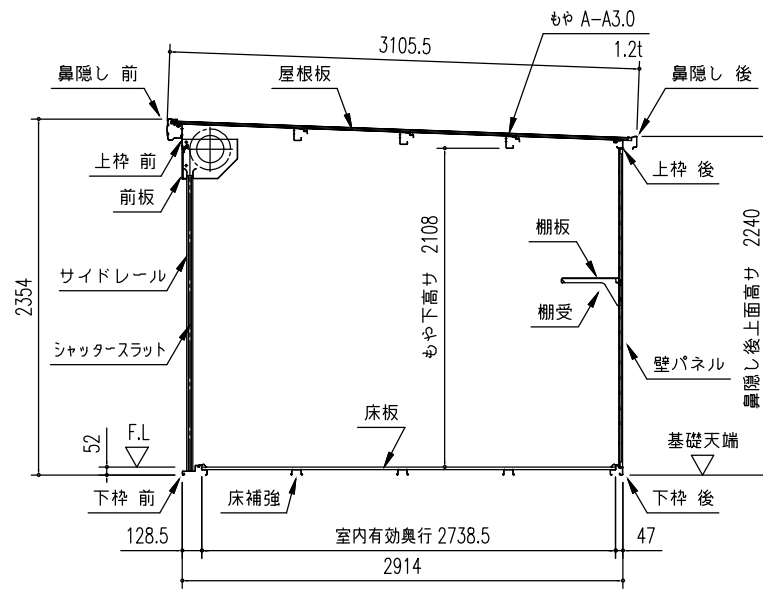 3105.5
もや A-A3.0
1.2t
鼻隠し 前
屋根板
鼻隠し 後
上枠 前
上枠 後
前板
2354
もや下高サ 2108
鼻隠し後上面高サ 2240
棚板
サイドレール
棚受
シャッタースラット
壁パネル
床板
52
F.L
基礎天端
下枠 前
床補強
下枠 後
128.5
室内有効奥行 2738.5
47
2914